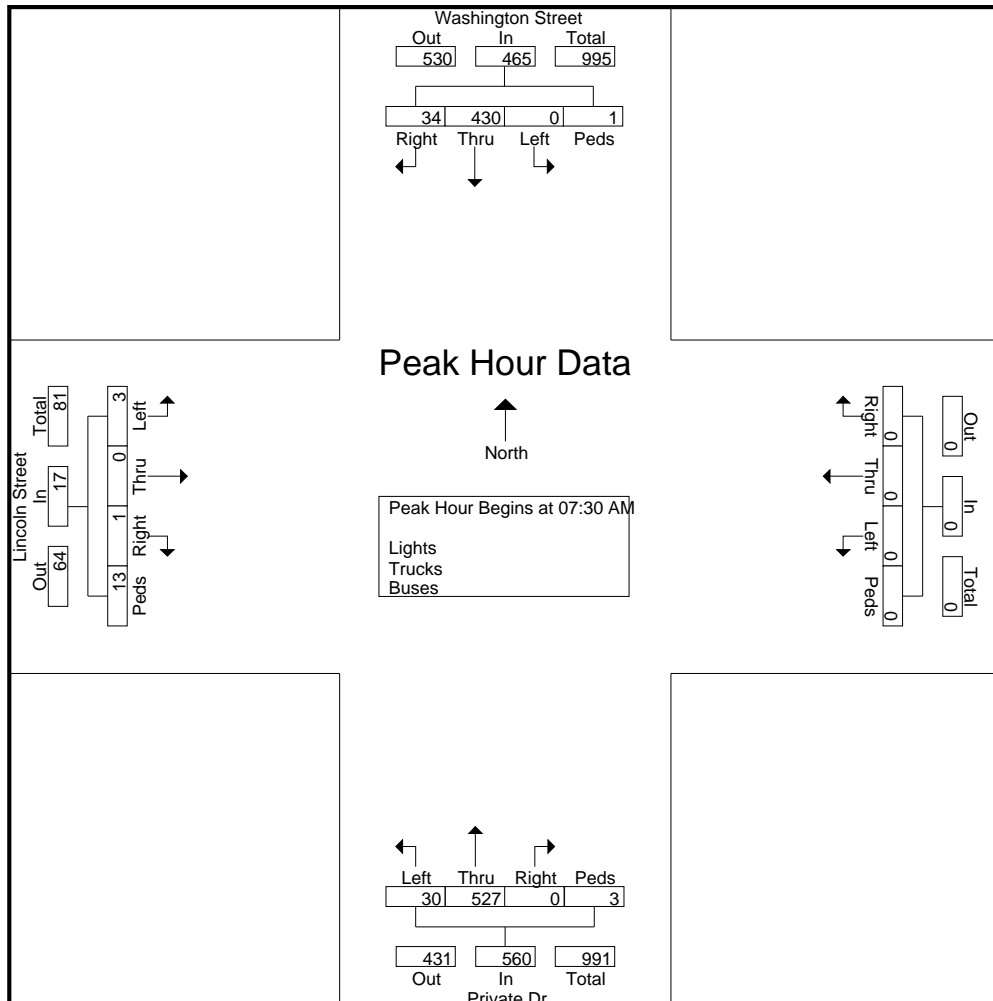 Washington Street
Out In Total
530 465 995
34 430 0 1
Right Thru Left Peds
Peak Hour Data
North
Peak Hour Begins at 07:30 AM
Lights
Trucks
Buses
Lincoln Street
Total In Out
81 17 64
3 0 1 13
Left Thru Right Peds
Right Thru Left Peds
0 0 0 0
Out In Total
0 0 0
Left Thru Right Peds
30 527 0 3
431 560 991
Out In Total
Private Dr